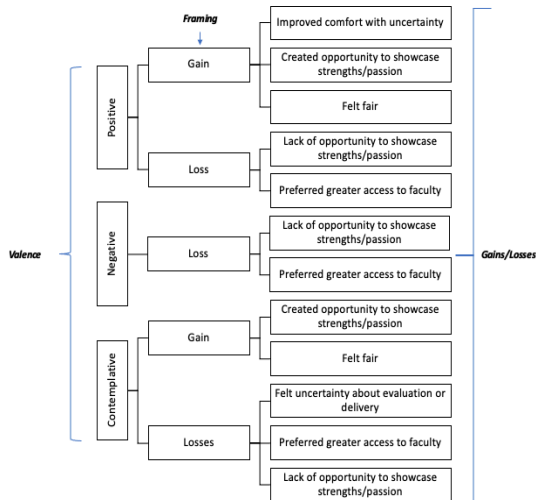 Framing
Improved comfort with uncertainty
Gain
Created opportunity to showcase
strengths/passion
Felt fair
Positive
Loss
Lack of opportunity to showcase
strengths/passion
Preferred greater access to faculty
Valence
Negative
Loss
Lack of opportunity to showcase
strengths/passion
Preferred greater access to faculty
Gains/Losses
Contemplative
Gain
Created opportunity to showcase
strengths/passion
Felt fair
Losses
Felt uncertainty about evaluation or
delivery
Preferred greater access to faculty
Lack of opportunity to showcase
strengths/passion